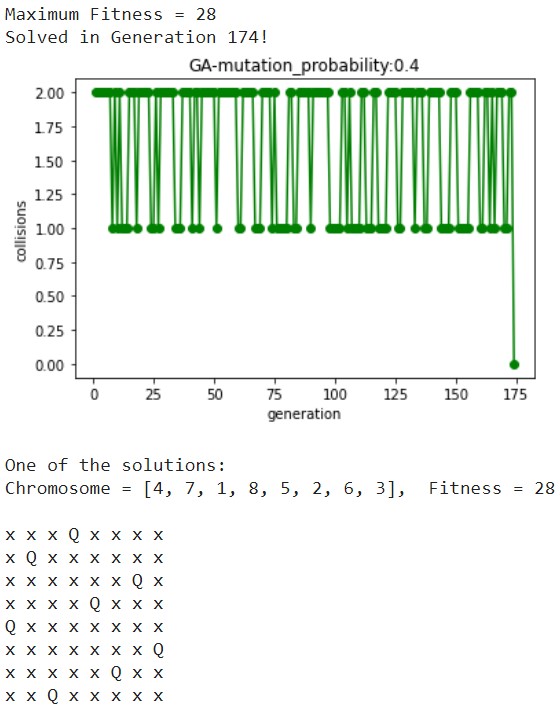 Maximum Fitness = 28
Solved in Generation 174!
GA-mutation_probability:0.4
2.00
1.75
1.50
1.25
1.00
0.75
0.50
0.25
0.00
collisions
0 25 50 75 100 125 150 175
generation
One of the solutions:
Chromosome = [4, 7, 1, 8, 5, 2, 6, 3],  Fitness = 28
x x x Q x x x x
x Q x x x x x x
x x x x x x Q x
x x x x Q x x x
Q x x x x x x x
x x x x x x x Q
x x x x x Q x x
x x Q x x x x x